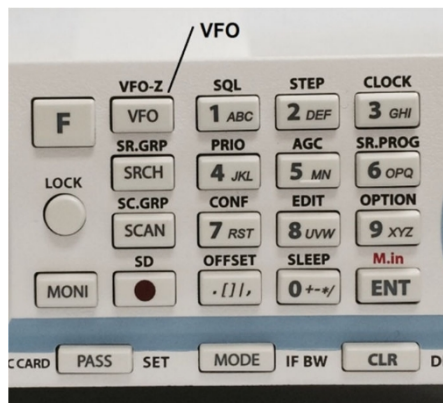 VFO
VFO-Z SQL STEP CLOCK
F VFO 1 ABC 2 DEF 3 GHI
SR.GRP PRIO AGC SR.PROG
SRCH 4 JKL 5 MN 6 OPQ
LOCK
SC.GRP CONF EDIT OPTION
SCAN 7 RST 8 UVW 9 XYZ
SD OFFSET SLEEP M.in
MONI .[]|, 0 +-*/ ENT
C CARD PASS SET MODE IF BW CLR D